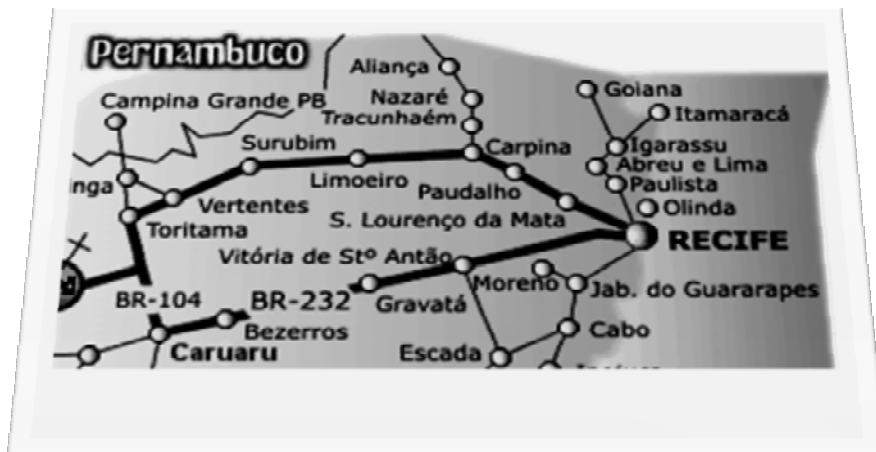 Pernambuco
Aliança
Goiana
Campina Grande PB
Nazaré
Itamaracá
Tracunhaém
Surubim
Carpina
Igarassu
Abreu e Lima
Limoeiro
Paudalho
Paulista
inga
Vertentes
Olinda
S. Lourenço da Mata
Toritama
RECIFE
Vitória de Stº Antão
Moreno
Jab. do Guararapes
BR-104
BR-232
Gravatá
Bezerros
Cabo
Caruaru
Escada